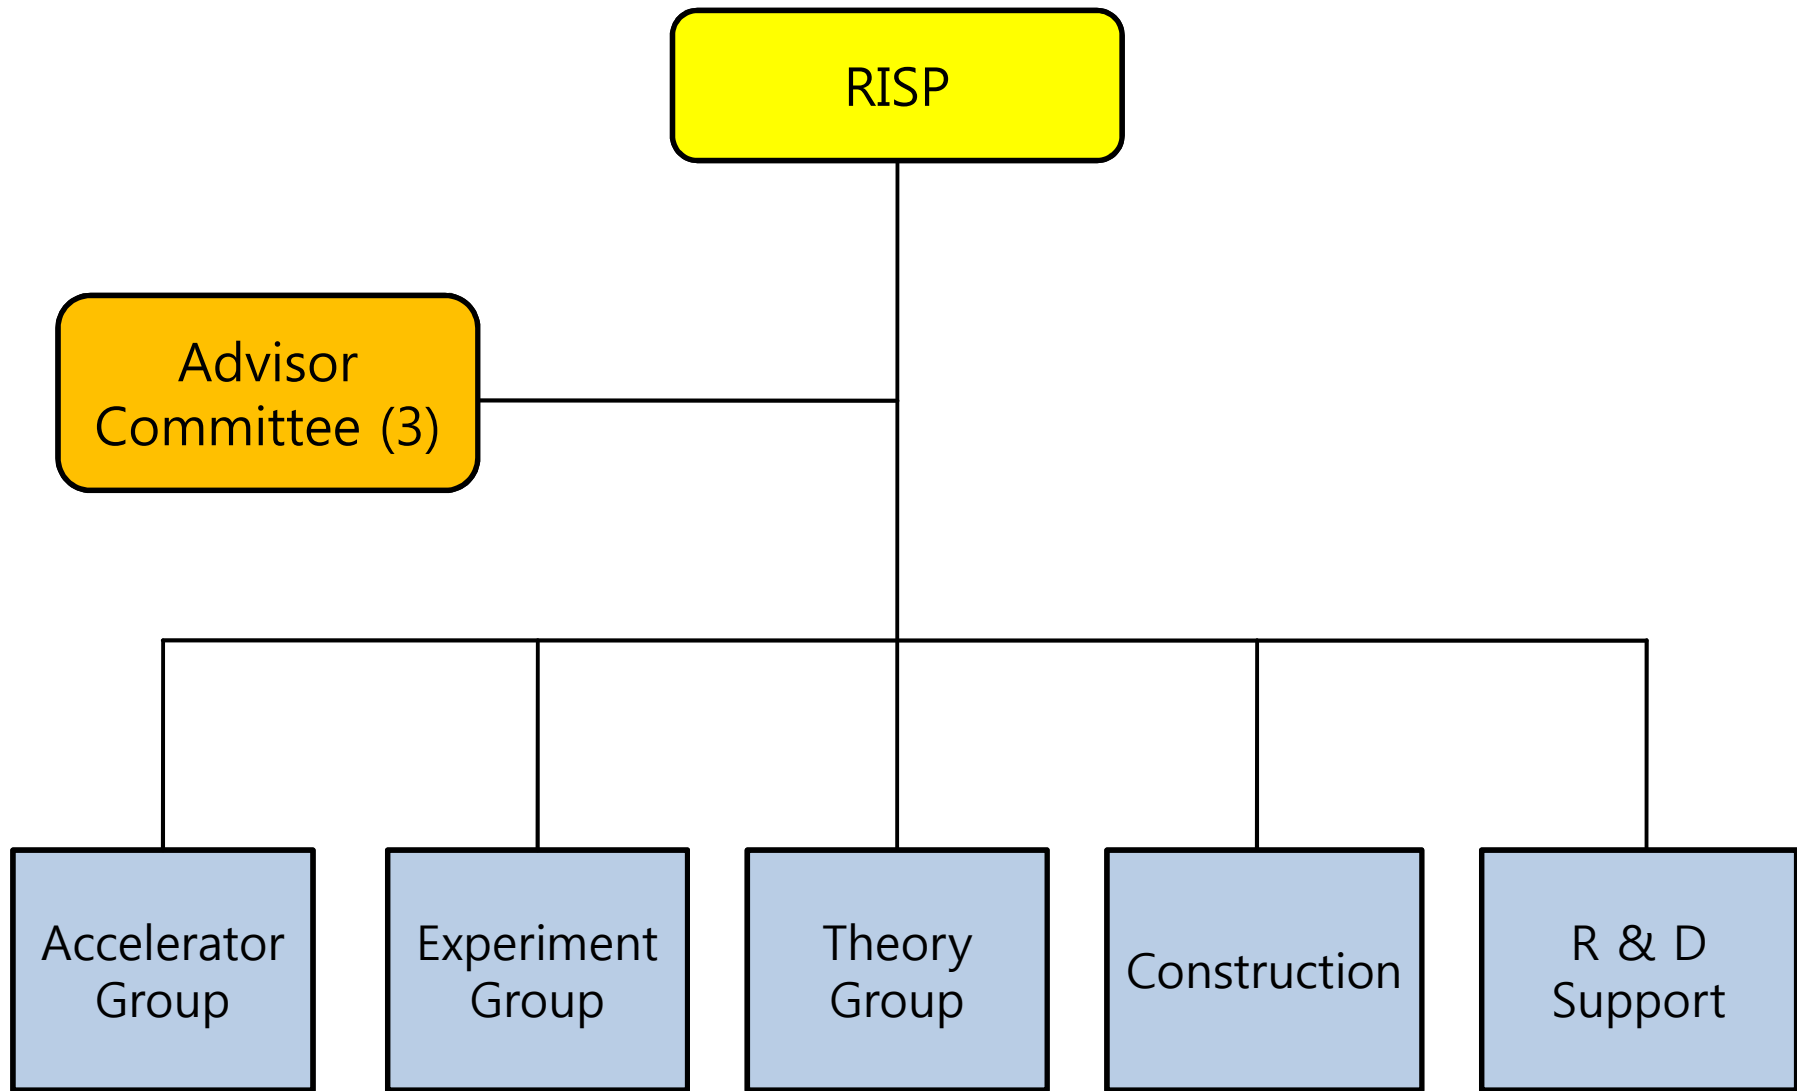 RISP
Advisor
Committee (3)
Accelerator
Group
Experiment
Group
Theory
Group
Construction
R & D
Support